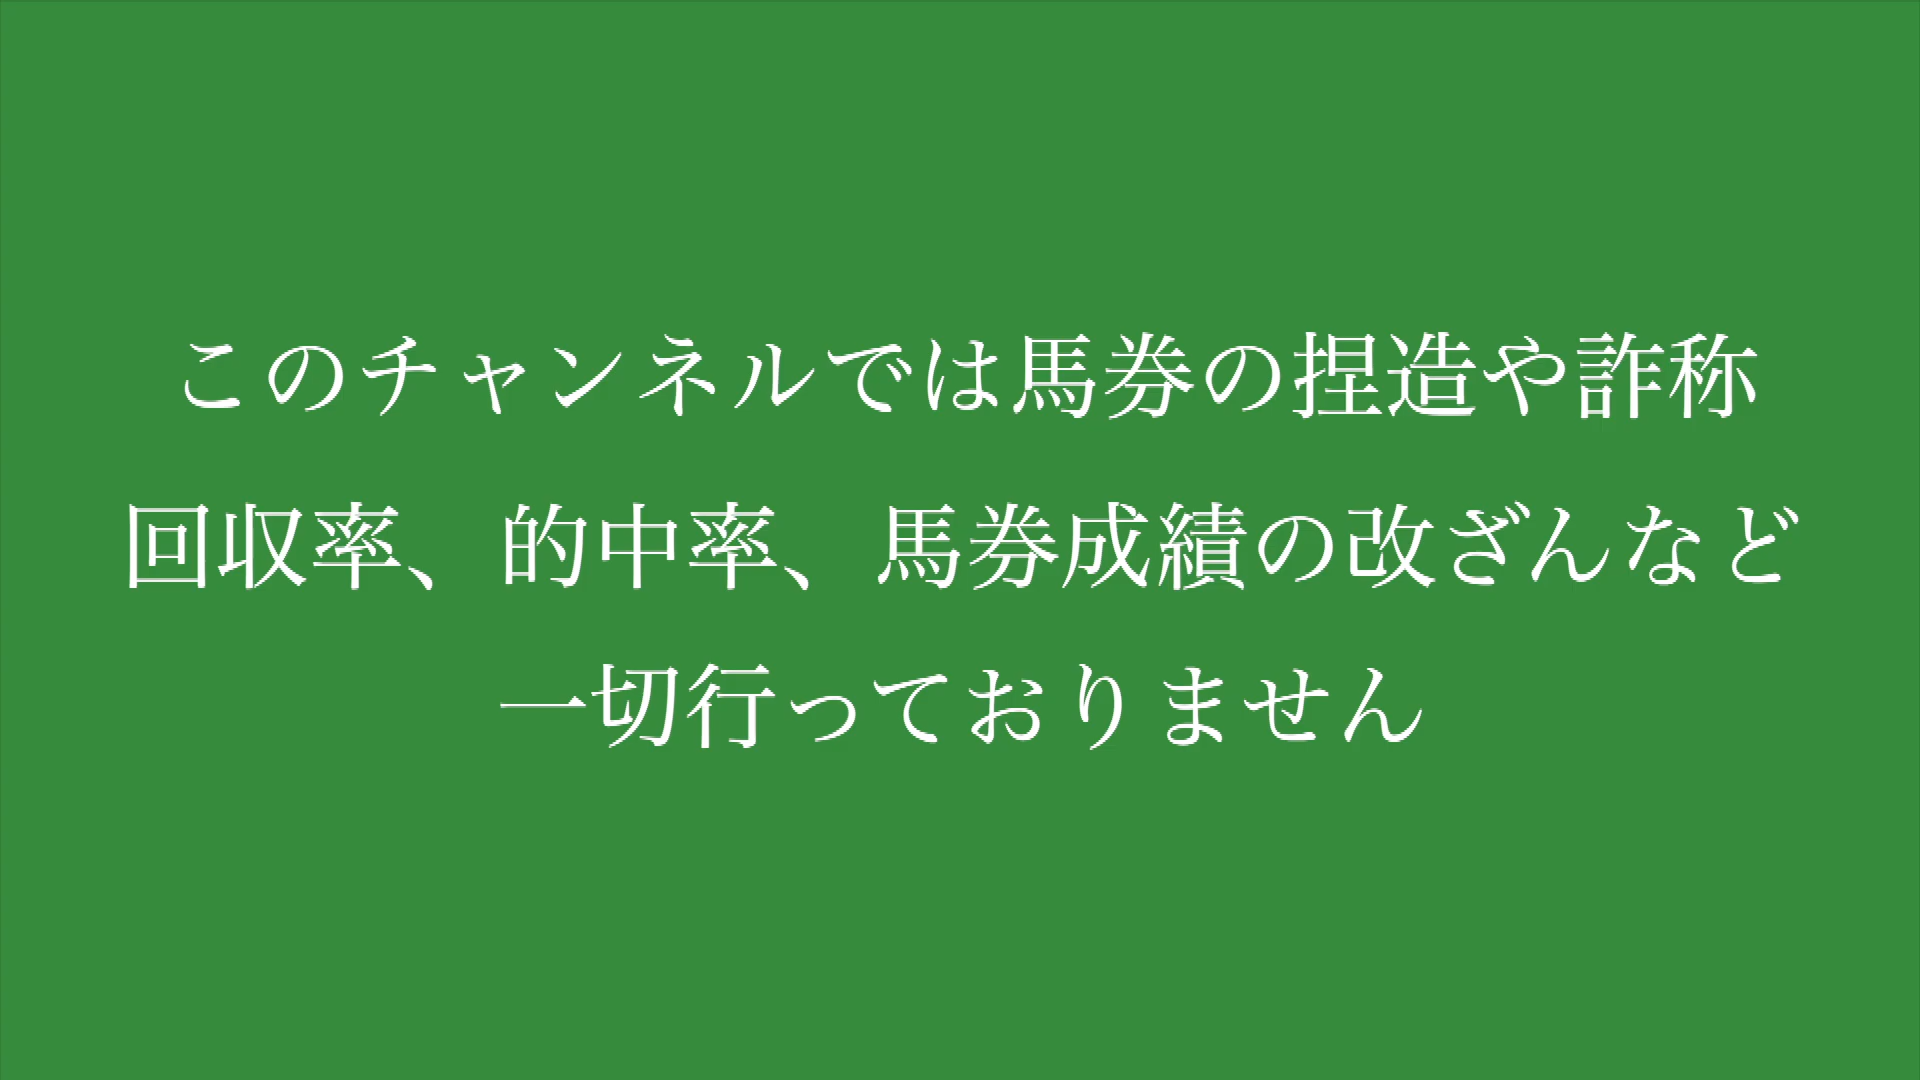 このチャンネルでは馬券の捏造や詐称
回収率、的中率、馬券成績の改ざんなど
一切行っておりません